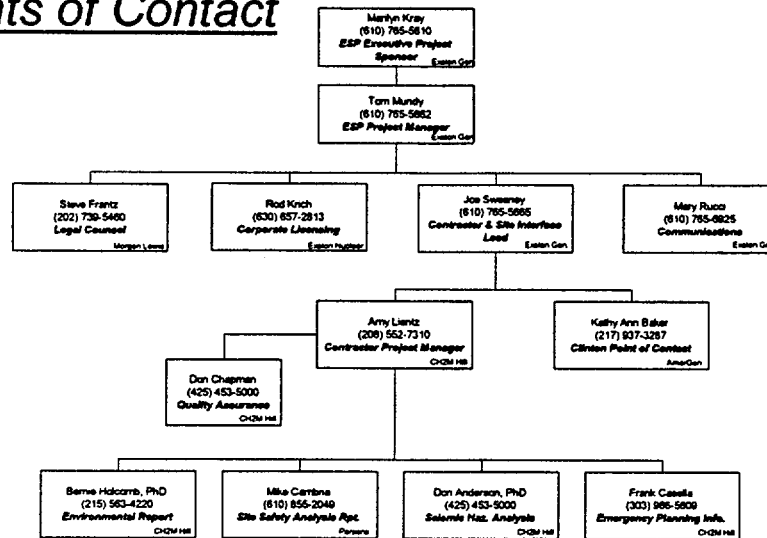 nts of Contact
Marilyn Kray
(610) 765-5610
ESP Executive Project
Sponsor
Exelon Gen.
Tom Mundy
(610) 765-5662
ESP Project Manager
Exelon Gen
Steve Frantz
(202) 739-5460
Legal Counsel
Morgan Lewis
Rod Krich
(630) 657-2813
Corporate Licensing
Exelon Nuclear
Joe Sweeney
(610) 765-5665
Contractor & Site Interface
Lead
Exelon Gen.
Mary Rucci
(610) 765-6925
Communications
Exelon Ge
Amy Lientz
(208) 552-7310
Contractor Project Manager
CH2M Hill
Kathy Ann Baker
(217) 937-3287
Clinton Point of Contact
AmerGen
Don Chapman
(425) 453-5000
Quality Assurance
CH2M Hill
Bernie Holcomb, PhD
(215) 563-4220
Environmental Report
CH2M Hill
Mike Cambria
(610) 855-2049
Site Safety Analysis Rpt.
Parsons
Don Anderson, PhD
(425) 453-5000
Seismic Haz. Analysis
CH2M Hill
Frank Casella
(303) 986-5609
Emergency Planning Info.
CH2M Hill